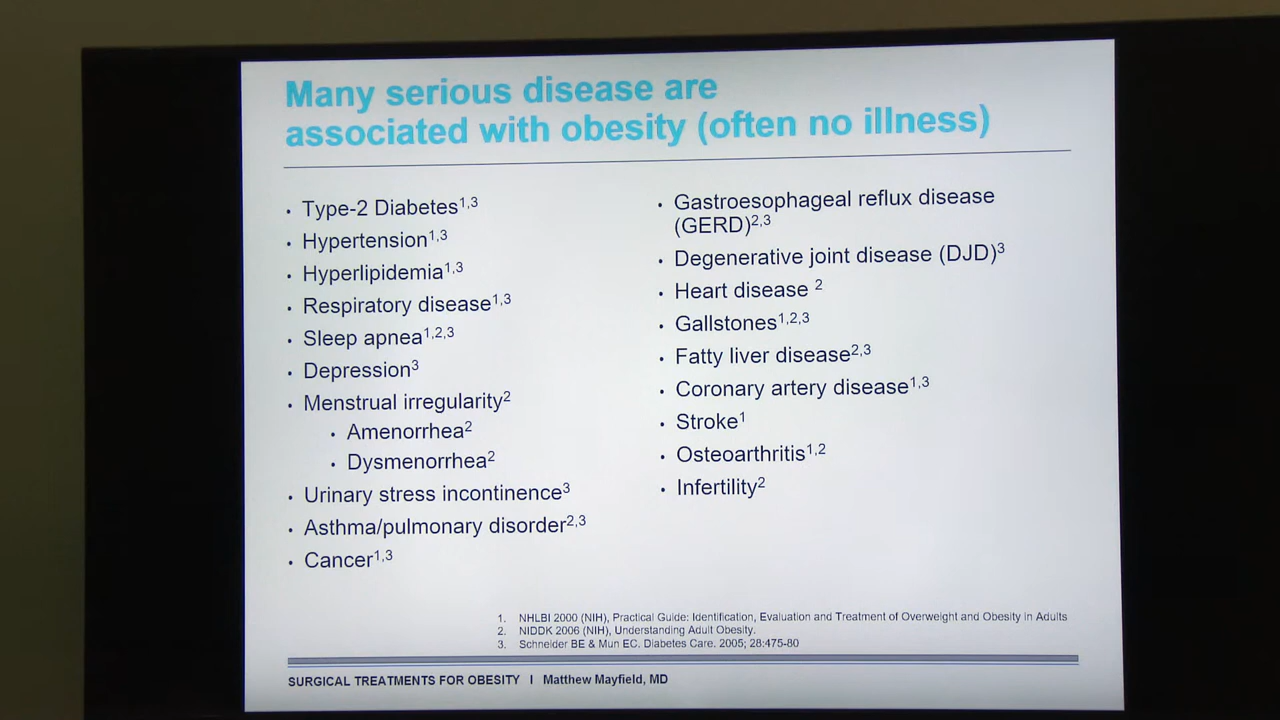 Many serious disease are
associated with obesity (often no illness)
• Type-2 Diabetes1,3
• Hypertension1,3
• Hyperlipidemia1,3
• Respiratory disease1,3
• Sleep apnea1,2,3
• Depression3
• Menstrual irregularity2
• Amenorrhea2
• Dysmenorrhea2
• Urinary stress incontinence3
• Asthma/pulmonary disorder2,3
• Cancer1,3
• Gastroesophageal reflux disease
(GERD)2,3
• Degenerative joint disease (DJD)3
• Heart disease 2
• Gallstones1,2,3
• Fatty liver disease2,3
• Coronary artery disease1,3
• Stroke1
• Osteoarthritis1,2
• Infertility2
1. NHLBI 2000 (NIH), Practical Guide: Identification, Evaluation and Treatment of Overweight and Obesity in Adults
2. NIDDK 2006 (NIH), Understanding Adult Obesity.
3. Schneider BE & Mun EC. Diabetes Care. 2005; 28:475-80
SURGICAL TREATMENTS FOR OBESITY I Matthew Mayfield, MD